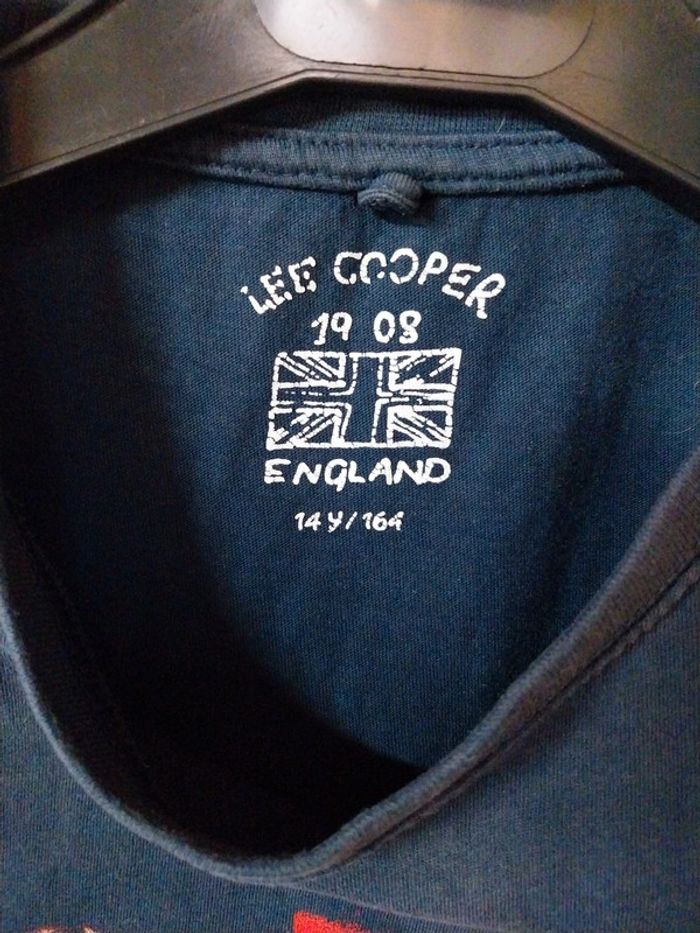 LEE COOPER
19 08
ENGLAND
14 Y/164